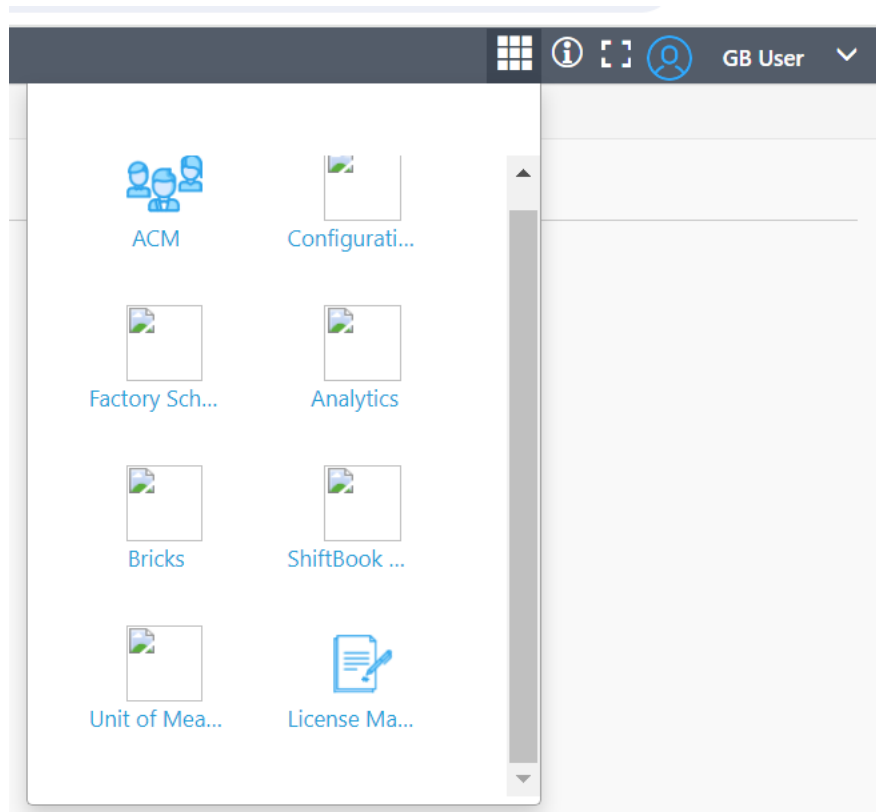 GB User
ACM
Configurati...
Factory Sch...
Analytics
Bricks
ShiftBook ...
Unit of Mea...
License Ma...